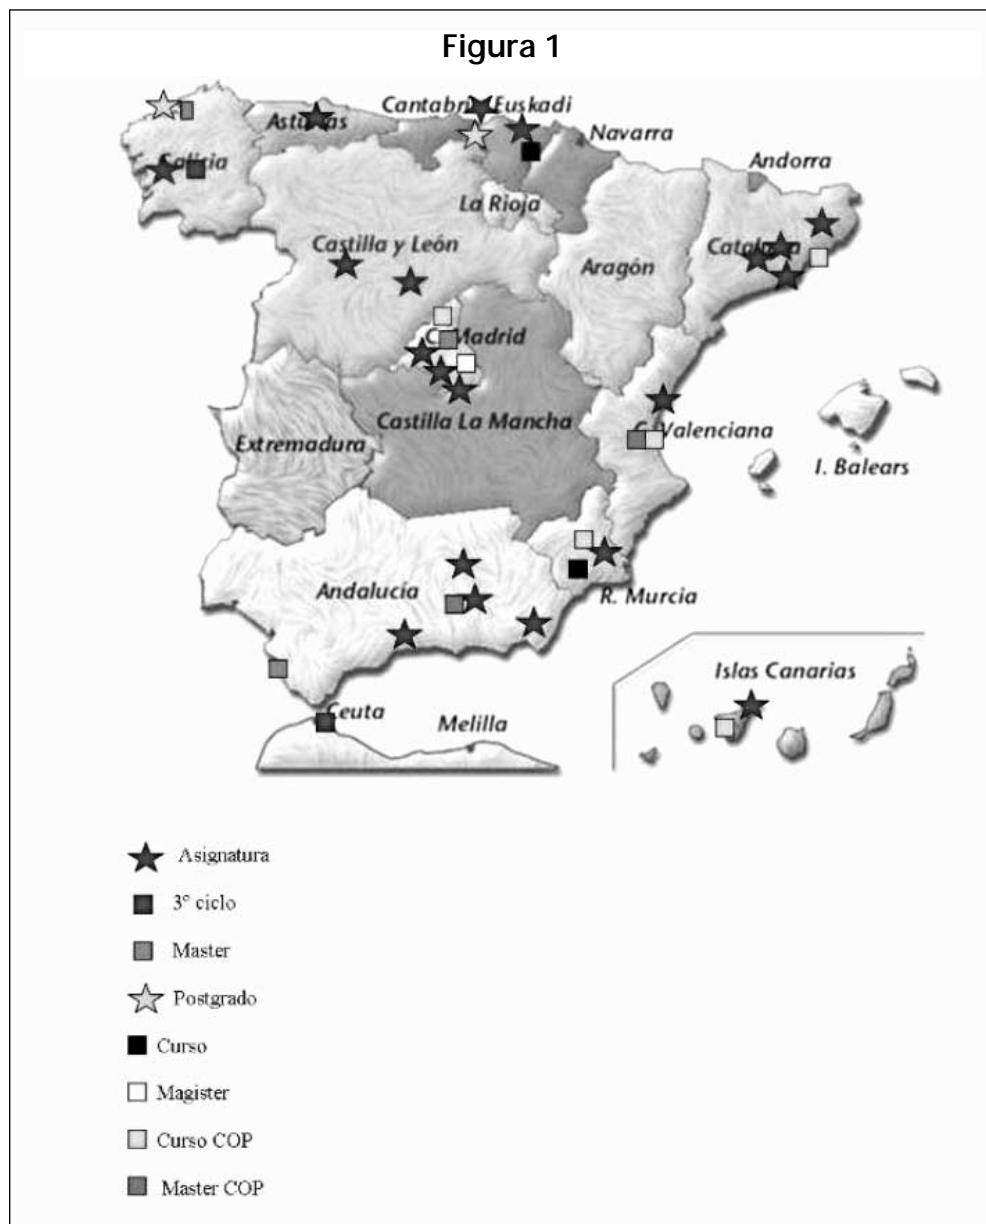 Figura 1
Cantabria
Euskadi
Asturias
Navarra
Galicia
Andorra
La Rioja
Castilla y León
Cataluña
Aragón
C. Madrid
Castilla La Mancha
C. Valenciana
Extremadura
I. Balears
Andalucía
R. Murcia
Islas Canarias
Ceuta
Melilla
Asignatura
3º ciclo
Master
Postgrado
Curso
Magister
Curso COP
Master COP